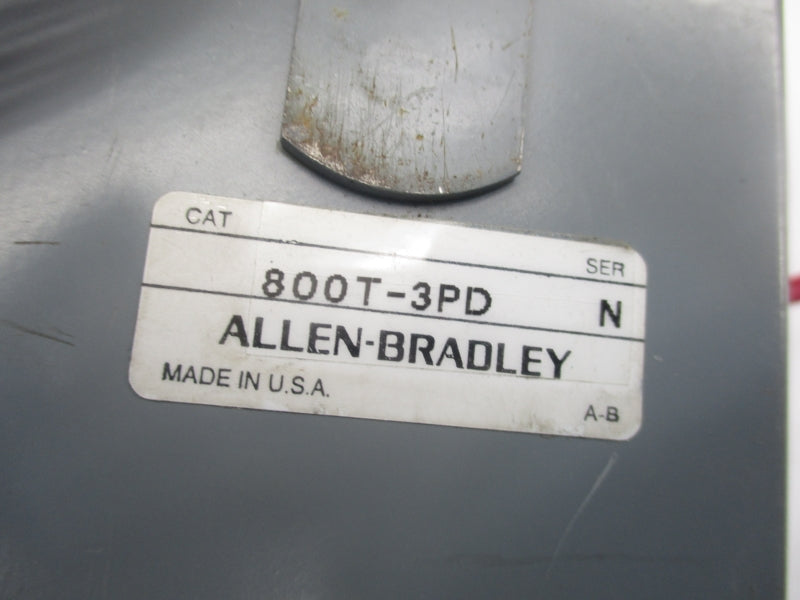 CAT
SER
800T-3PD
N
ALLEN-BRADLEY
MADE IN U.S.A.
A-B